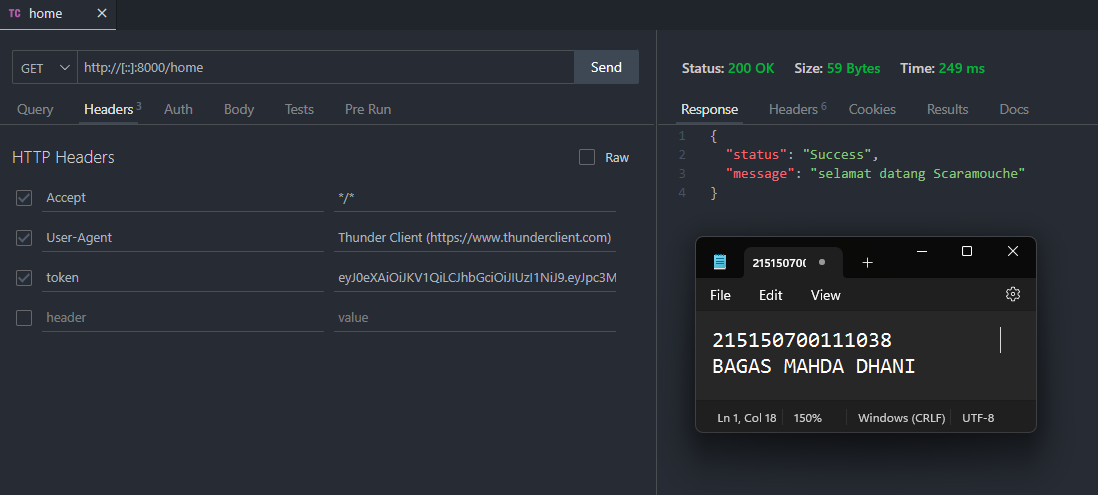 TC home
GET http://[::]:8000/home Send
Query Headers 3 Auth Body Tests Pre Run
HTTP Headers Raw
Accept */*
User-Agent Thunder Client (https://www.thunderclient.com)
token eyJ0eXAiOiJKV1QiLCJhbGciOiJIUzI1NiJ9.eyJpc3M
header value
Status: 200 OK Size: 59 Bytes Time: 249 ms
Response Headers 6 Cookies Results Docs
1 {
2 "status": "Success",
3 "message": "selamat datang Scaramouche"
4 }
215150700
File Edit View
215150700111038
BAGAS MAHDA DHANI
Ln 1, Col 18 150% Windows (CRLF) UTF-8